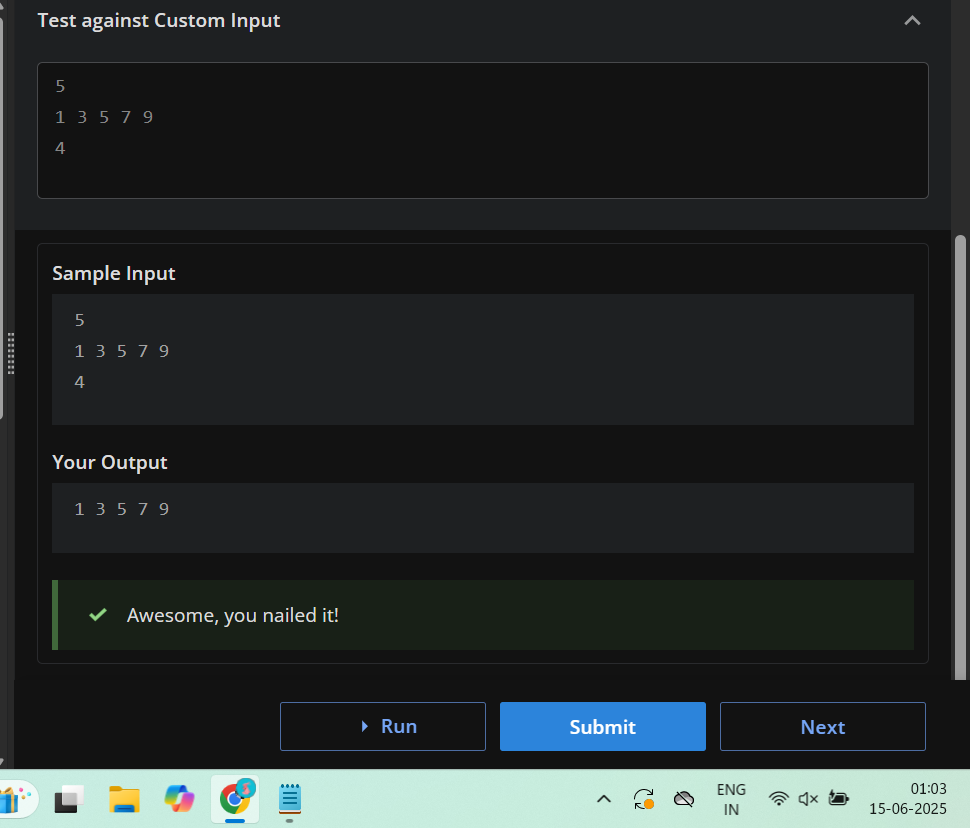 Test against Custom Input
5
1 3 5 7 9
4
Sample Input
5
1 3 5 7 9
4
Your Output
1 3 5 7 9
Awesome, you nailed it!
Run
Submit
Next
ENG
IN
01:03
15-06-2025